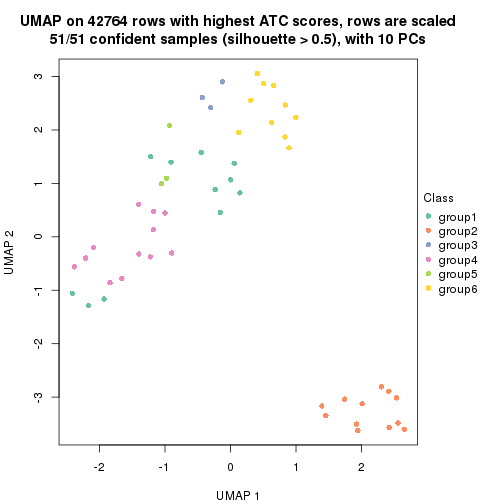 UMAP on 42764 rows with highest ATC scores, rows are scaled
51/51 confident samples (silhouette > 0.5), with 10 PCs
3
2
1
0
-1
-2
-3
UMAP 2
-2
-1
0
1
2
UMAP 1
Class
group1
group2
group3
group4
group5
group6